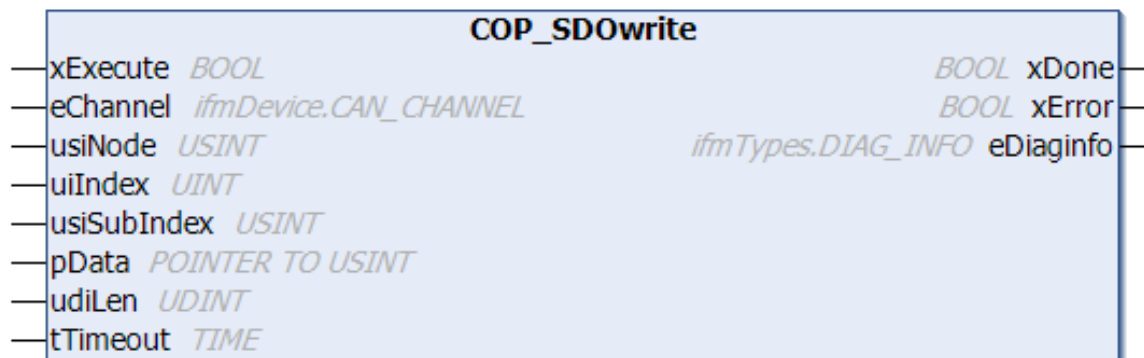 COP_SDOwrite
xExecute BOOL BOOL xDone
eChannel ifmDevice.CAN_CHANNEL BOOL xError
usiNode USINT ifmTypes.DIAG_INFO eDiaginfo
uiIndex UINT
usiSubIndex USINT
pData POINTER TO USINT
udiLen UDINT
tTimeout TIME